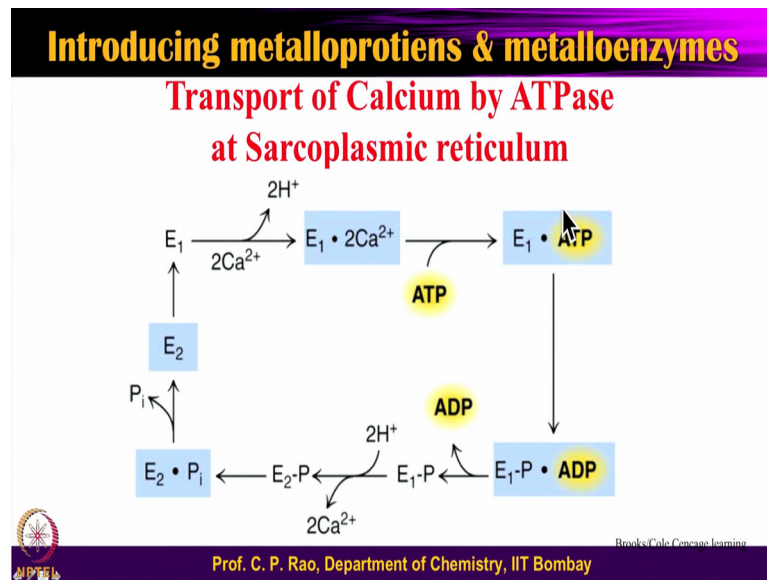 Introducing metalloprotiens & metalloenzymes
Transport of Calcium by ATPase
at Sarcoplasmic reticulum
2H⁺
E₁
2Ca²⁺
E₁ • 2Ca²⁺
E₁ • ATP
ATP
E₂
Pᵢ
ADP
2H⁺
E₂ • Pᵢ
E₂-P
E₁-P
E₁-P • ADP
2Ca²⁺
Brooks/Cole Cencage learning
NPTEL
Prof. C. P. Rao, Department of Chemistry, IIT Bombay